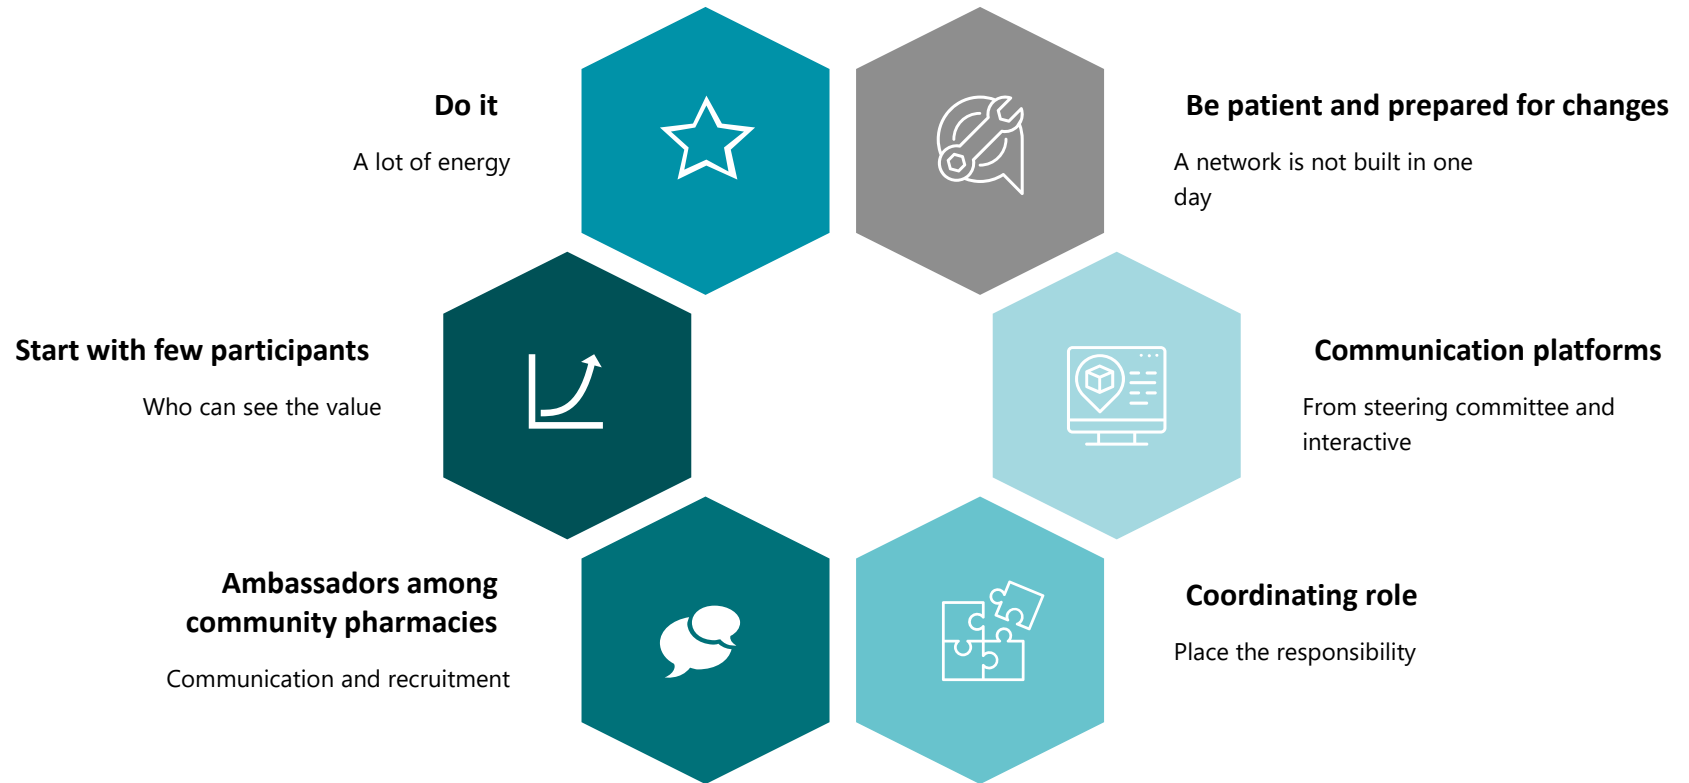 Do it
A lot of energy
Be patient and prepared for changes
A network is not built in one
day
Start with few participants
Who can see the value
Communication platforms
From steering committee and
interactive
Ambassadors among
community pharmacies
Communication and recruitment
Coordinating role
Place the responsibility